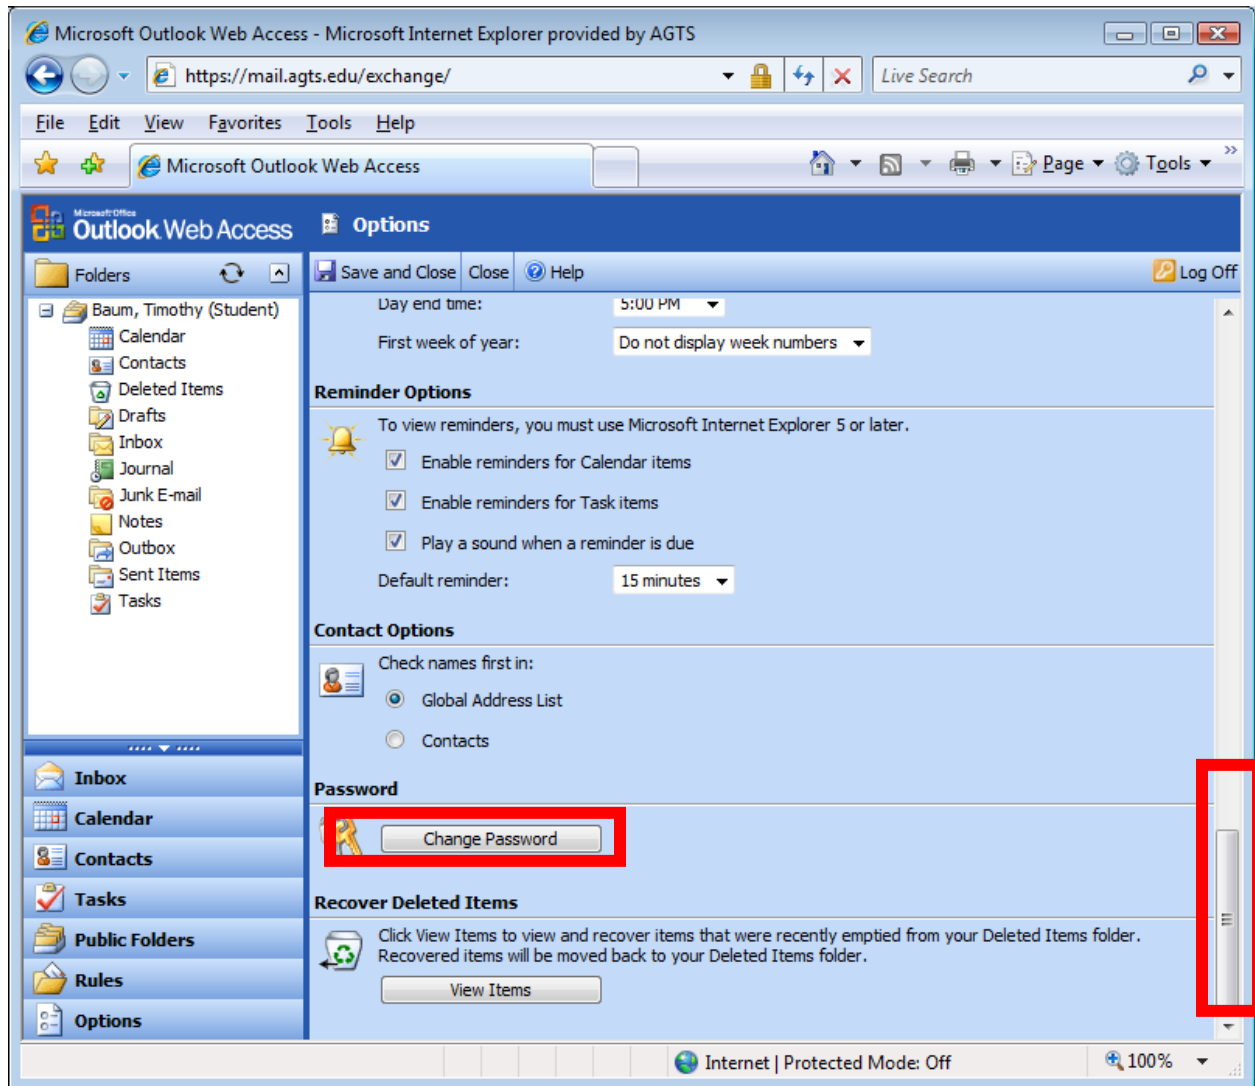 Microsoft Outlook Web Access - Microsoft Internet Explorer provided by AGTS
https://mail.agts.edu/exchange/
Live Search
File Edit View Favorites Tools Help
Microsoft Outlook Web Access
Page Tools
Microsoft Office
Outlook Web Access
Options
Folders
Save and Close Close Help Log Off
Baum, Timothy (Student)
Calendar
Contacts
Deleted Items
Drafts
Inbox
Journal
Junk E-mail
Notes
Outbox
Sent Items
Tasks
Inbox
Calendar
Contacts
Tasks
Public Folders
Rules
Options
Day end time: 5:00 PM
First week of year: Do not display week numbers
Reminder Options
To view reminders, you must use Microsoft Internet Explorer 5 or later.
Enable reminders for Calendar items
Enable reminders for Task items
Play a sound when a reminder is due
Default reminder: 15 minutes
Contact Options
Check names first in:
Global Address List
Contacts
Password
Change Password
Recover Deleted Items
Click View Items to view and recover items that were recently emptied from your Deleted Items folder.
Recovered items will be moved back to your Deleted Items folder.
View Items
Internet | Protected Mode: Off
100%